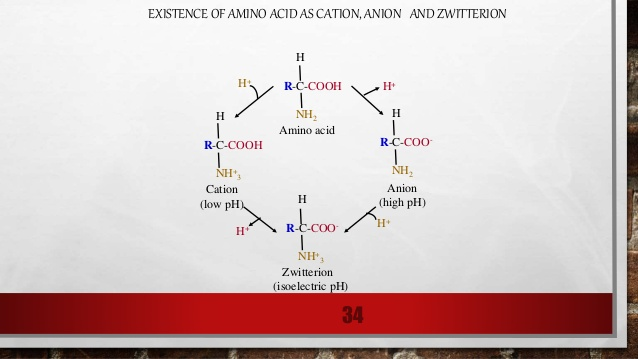 EXISTENCE OF AMINO ACID AS CATION, ANION AND ZWITTERION
H
H⁺
R-C-COOH
H⁺
NH₂
Amino acid
H
R-C-COOH
NH⁺₃
Cation
(low pH)
H
R-C-COO⁻
NH₂
Anion
(high pH)
H⁺
H⁺
H
R-C-COO⁻
NH⁺₃
Zwitterion
(isoelectric pH)
34